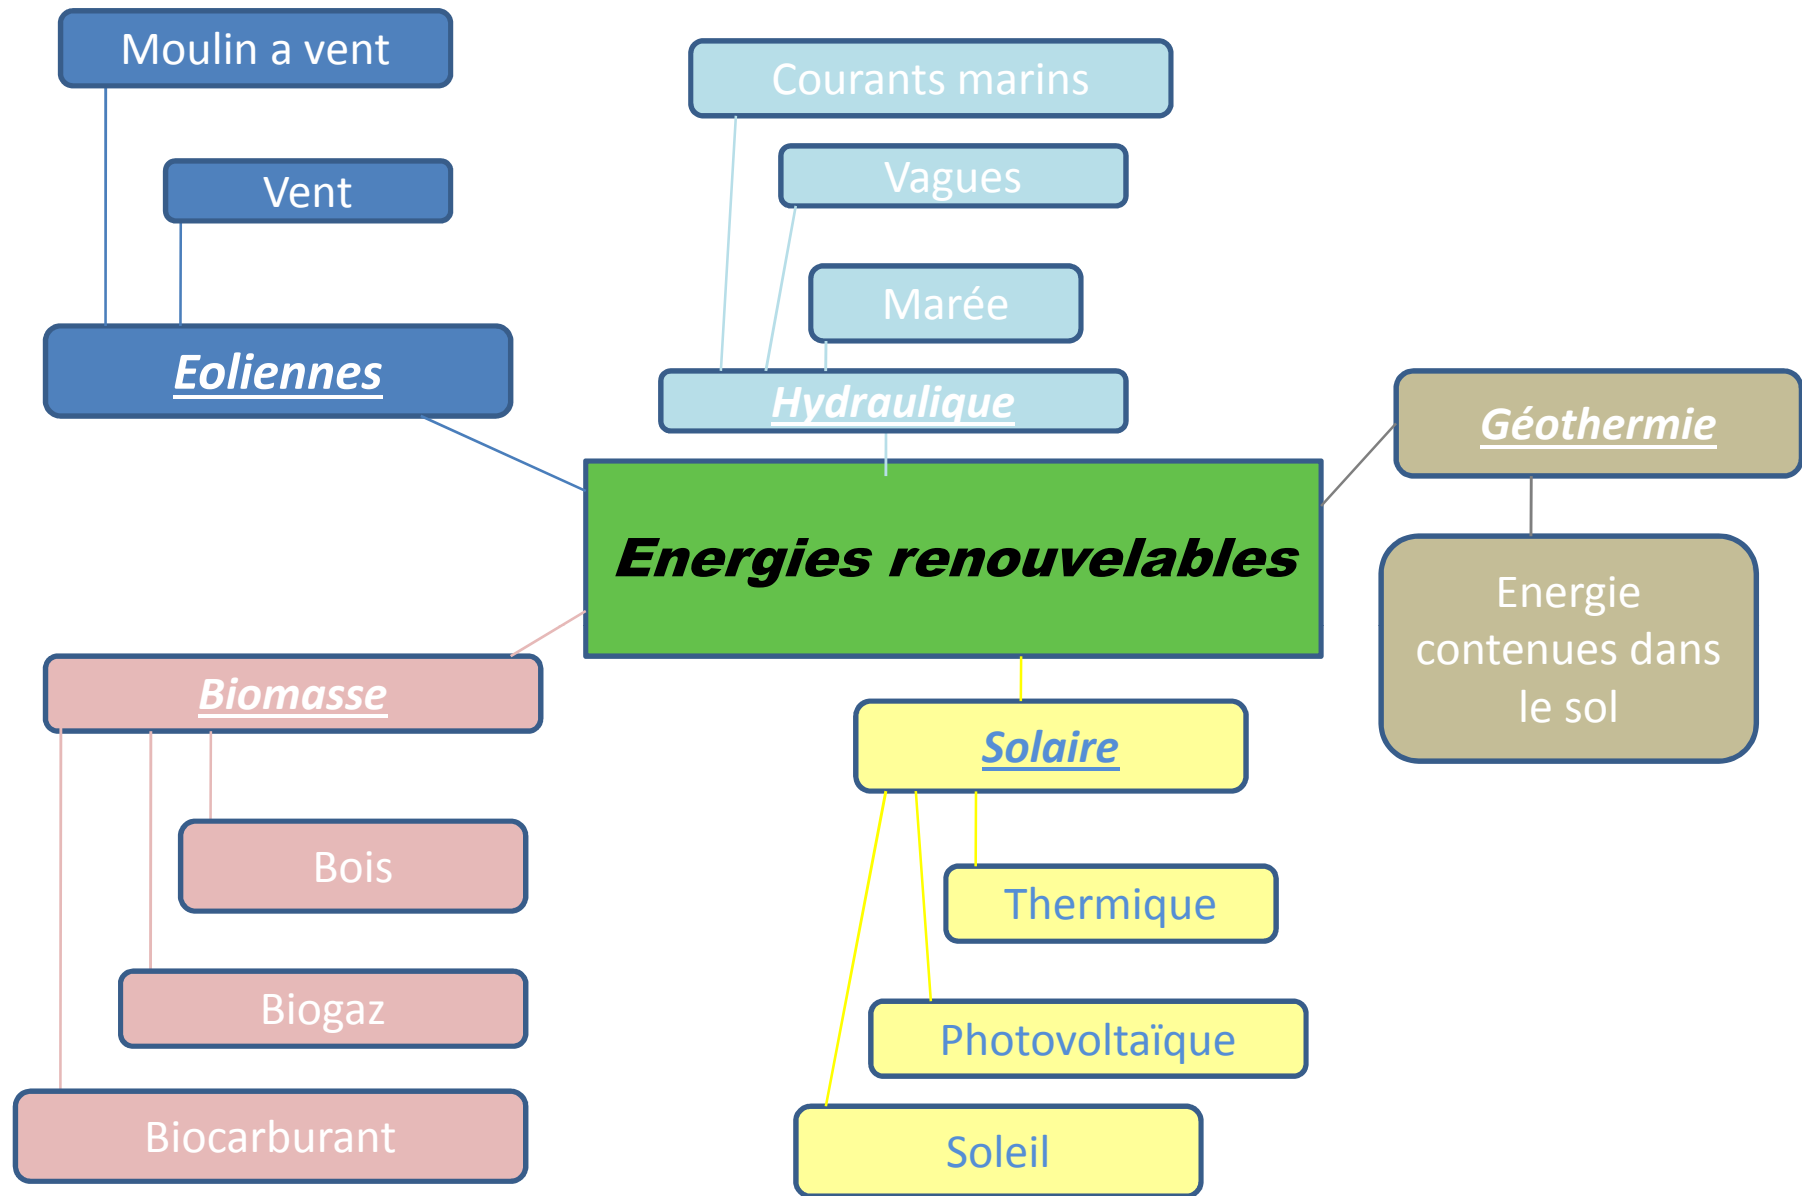 Moulin a vent
Vent
Eoliennes
Courants marins
Vagues
Marée
Hydraulique
Géothermie
Energie
contenues dans
le sol
Energies renouvelables
Biomasse
Bois
Biogaz
Biocarburant
Solaire
Thermique
Photovoltaïque
Soleil